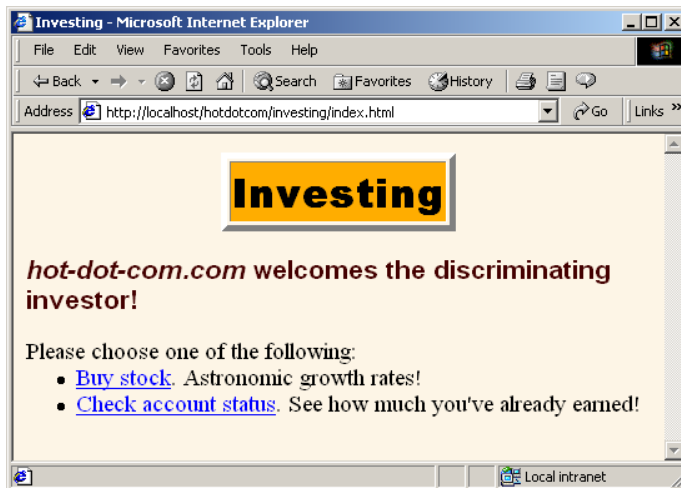 Investing - Microsoft Internet Explorer
File Edit View Favorites Tools Help
Back Search Favorites History
Address http://localhost/hotdotcom/investing/index.html Go Links »
Investing
hot-dot-com.com welcomes the discriminating
investor!
Please choose one of the following:
• Buy stock. Astronomic growth rates!
• Check account status. See how much you've already earned!
Local intranet